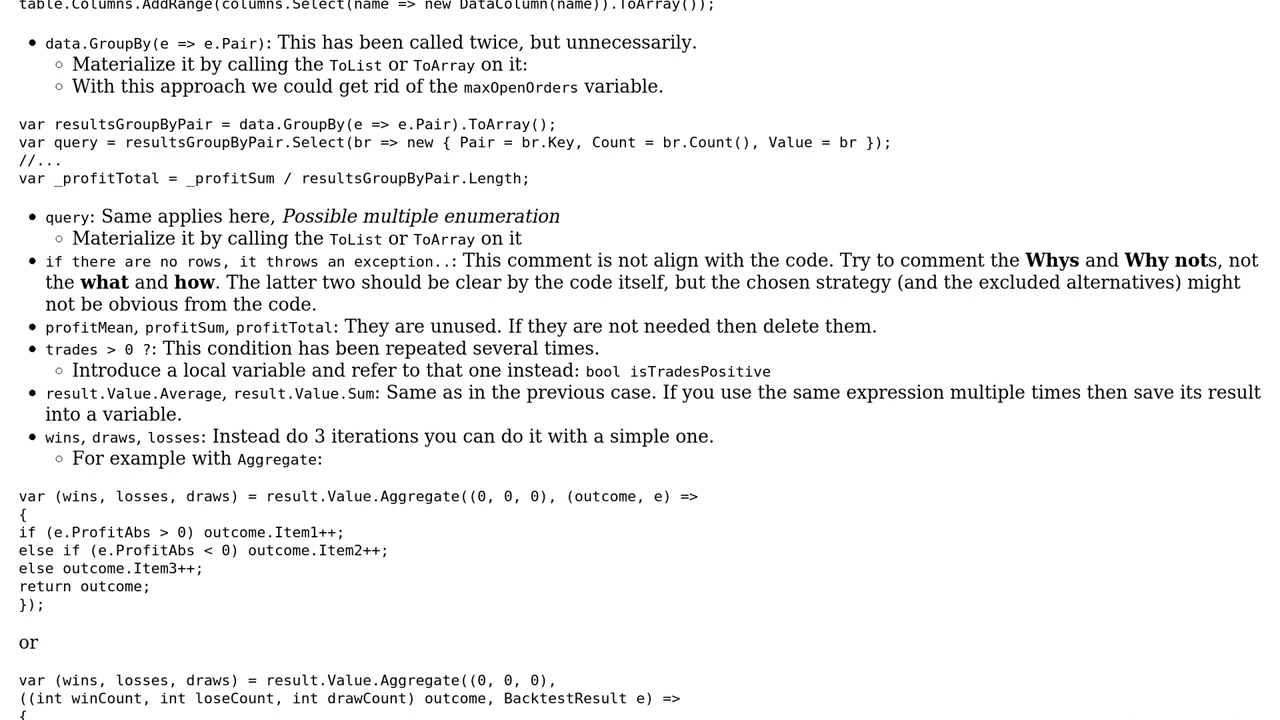 table.Columns.AddRange(columns.Select(name => new DataColumn(name)).ToArray());
• data.GroupBy(e => e.Pair): This has been called twice, but unnecessarily.
◦ Materialize it by calling the ToList or ToArray on it:
◦ With this approach we could get rid of the maxOpenOrders variable.
var resultsGroupByPair = data.GroupBy(e => e.Pair).ToArray();
var query = resultsGroupByPair.Select(br => new { Pair = br.Key, Count = br.Count(), Value = br });
//...
var _profitTotal = _profitSum / resultsGroupByPair.Length;
• query: Same applies here, Possible multiple enumeration
◦ Materialize it by calling the ToList or ToArray on it
• if there are no rows, it throws an exception..: This comment is not align with the code. Try to comment the Whys and Why nots, not
the what and how. The latter two should be clear by the code itself, but the chosen strategy (and the excluded alternatives) might
not be obvious from the code.
• profitMean, profitSum, profitTotal: They are unused. If they are not needed then delete them.
• trades > 0 ?: This condition has been repeated several times.
◦ Introduce a local variable and refer to that one instead: bool isTradesPositive
• result.Value.Average, result.Value.Sum: Same as in the previous case. If you use the same expression multiple times then save its result
into a variable.
• wins, draws, losses: Instead do 3 iterations you can do it with a simple one.
◦ For example with Aggregate:
var (wins, losses, draws) = result.Value.Aggregate((0, 0, 0), (outcome, e) =>
{
if (e.ProfitAbs > 0) outcome.Item1++;
else if (e.ProfitAbs < 0) outcome.Item2++;
else outcome.Item3++;
return outcome;
});
or
var (wins, losses, draws) = result.Value.Aggregate((0, 0, 0),
((int winCount, int loseCount, int drawCount) outcome, BacktestResult e) =>
{